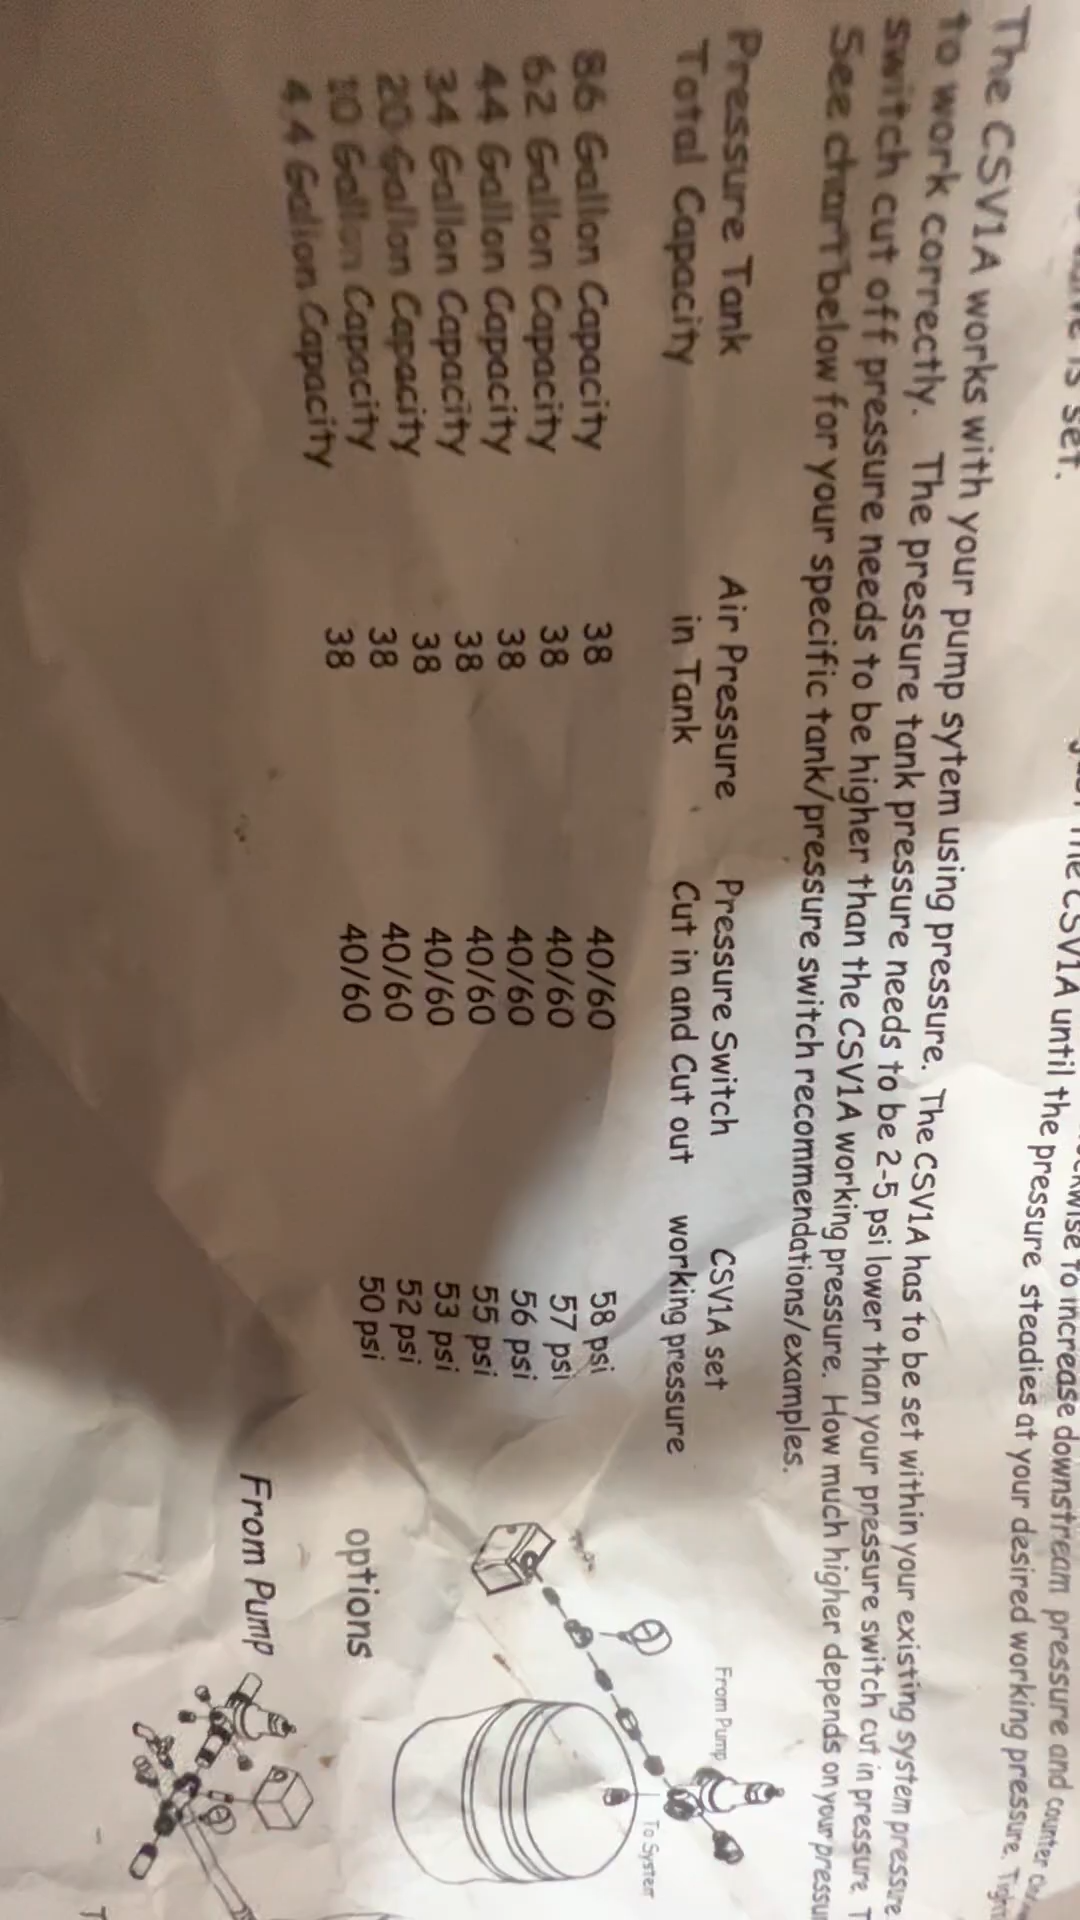 is set.
the CSV1A until the pressure steadies at your desired working pressure.
to increase downstream pressure and counter
The CSV1A works with your pump sytem using pressure. The CSV1A has to be set within your existing system pressure
to work correctly. The pressure tank pressure needs to be 2-5 psi lower than your pressure switch cut in pressure. T
switch cut off pressure needs to be higher than the CSV1A working pressure. How much higher depends on your pressu
See chart below for your specific tank/pressure switch recommendations/examples.
Pressure Tank Air Pressure Pressure Switch CSV1A set
Total Capacity in Tank Cut in and Cut out working pressure
86 Gallon Capacity 38 40/60 58 psi
62 Gallon Capacity 38 40/60 57 psi
44 Gallon Capacity 38 40/60 56 psi
34 Gallon Capacity 38 40/60 55 psi
20 Gallon Capacity 38 40/60 53 psi
10 Gallon Capacity 38 40/60 52 psi
4.4 Gallon Capacity 38 40/60 50 psi
From Pump
To System
options
From Pump
T